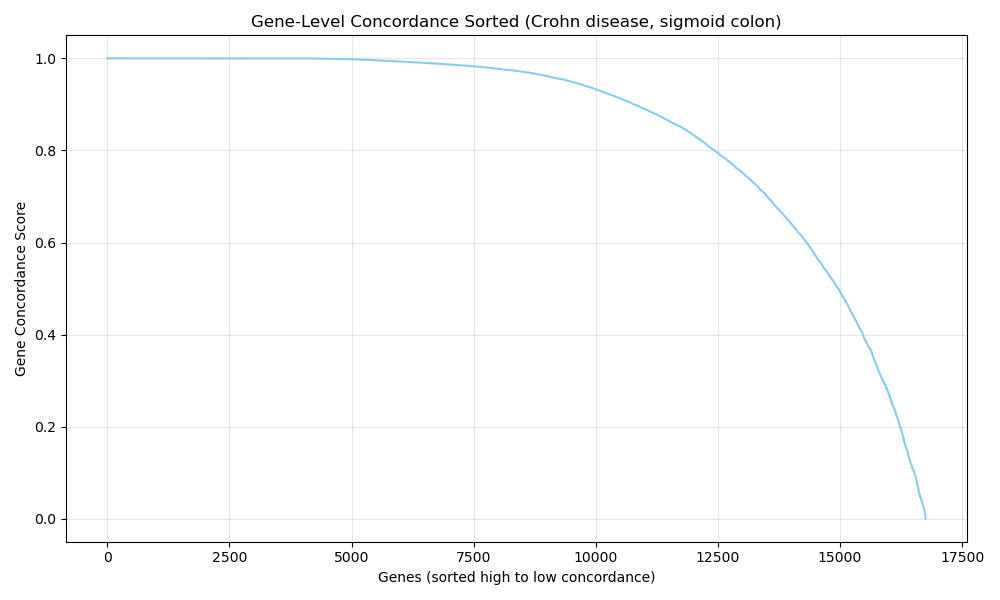 Gene-Level Concordance Sorted (Crohn disease, sigmoid colon)
Gene Concordance Score
1.0
0.8
0.6
0.4
0.2
0.0
0 2500 5000 7500 10000 12500 15000 17500
Genes (sorted high to low concordance)